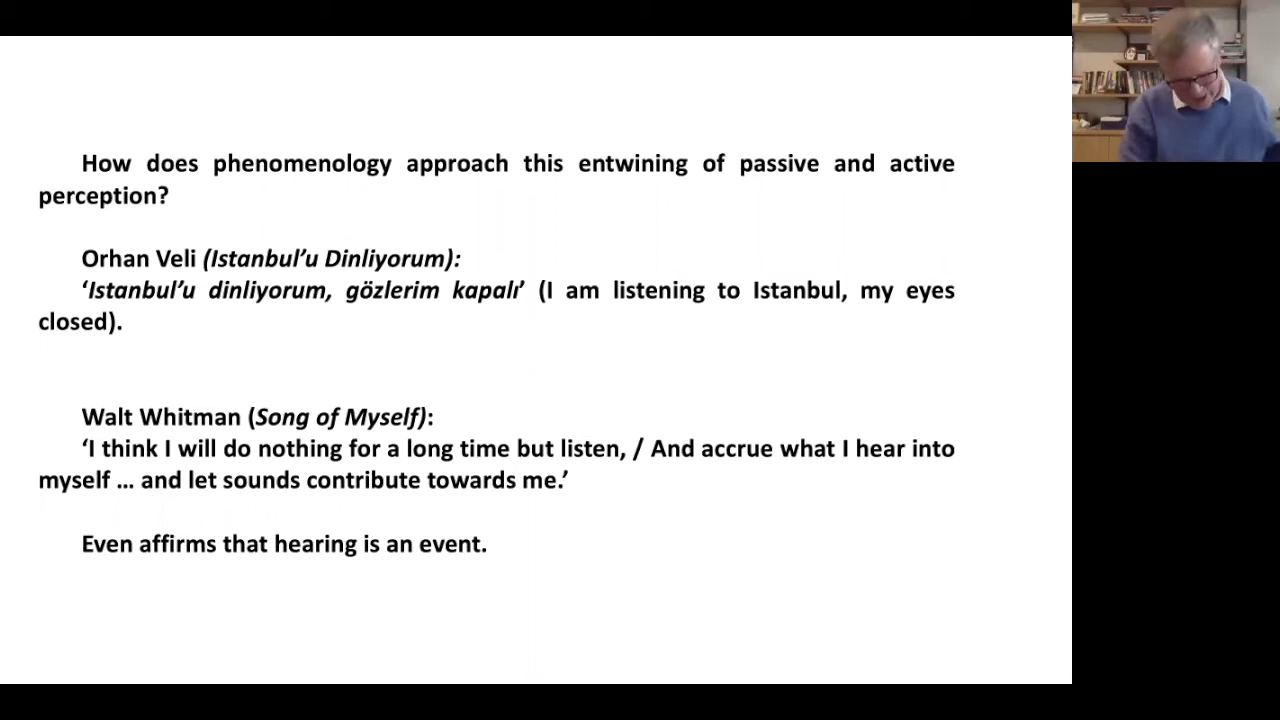 How does phenomenology approach this entwining of passive and active
perception?
Orhan Veli (Istanbul’u Dinliyorum):
‘Istanbul’u dinliyorum, gözlerim kapalı’ (I am listening to Istanbul, my eyes
closed).
Walt Whitman (Song of Myself):
‘I think I will do nothing for a long time but listen, / And accrue what I hear into
myself … and let sounds contribute towards me.’
Even affirms that hearing is an event.